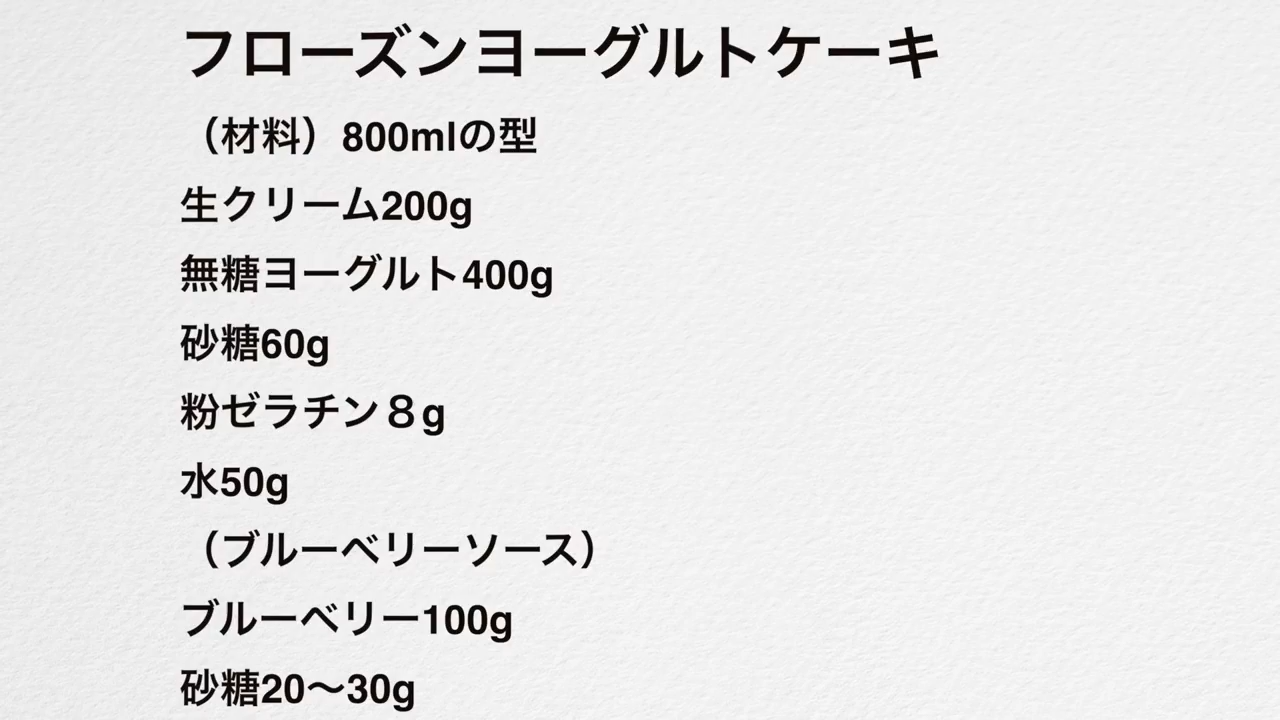 フローズンヨーグルトケーキ
（材料）800mlの型
生クリーム200g
無糖ヨーグルト400g
砂糖60g
粉ゼラチン８g
水50g
（ブルーベリーソース）
ブルーベリー100g
砂糖20〜30g